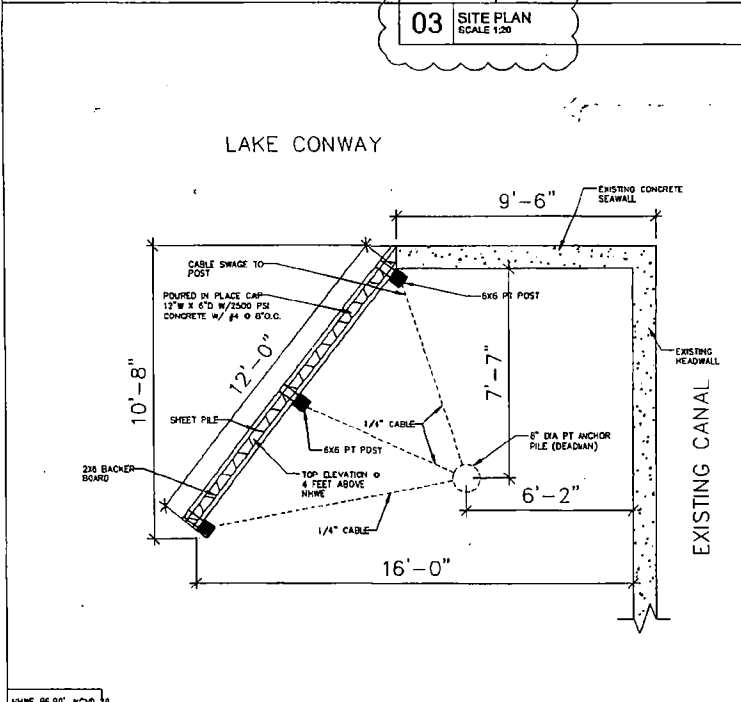 03 SITE PLAN
SCALE 1:20
LAKE CONWAY
9'-6"
EXISTING CONCRETE
SEAWALL
CABLE SWAGE TO
POST
POURED IN PLACE CAP
12"W X 6"D W/2500 PSI
CONCRETE W/ #4 @ 8"O.C.
6X6 PT POST
EXISTING
HEADWALL
12'-0"
10'-8"
7'-7"
SHEET PILE
1/4" CABLE
6X6 PT POST
8" DIA PT ANCHOR
PILE (DEADMAN)
2X6 BACKER
BOARD
TOP ELEVATION @
4 FEET ABOVE
NHWE
6'-2"
1/4" CABLE
EXISTING CANAL
16'-0"